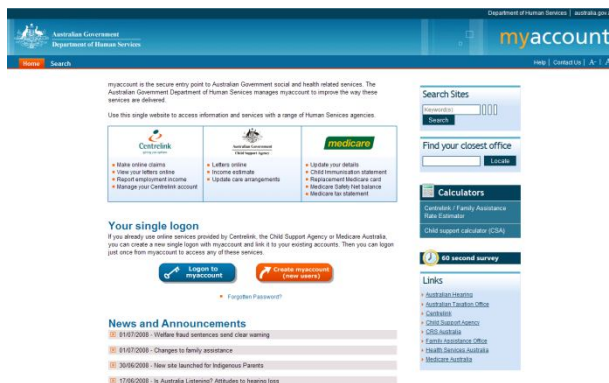 Department of Human Services | australia.gov.
Australian Government
Department of Human Services
myaccount
Home Search
Help | Contact Us | A- | A
myaccount is the secure entry point to Australian Government social and health related services. The
Australian Government Department of Human Services manages myaccount to improve the way these
services are delivered.
Use this single website to access information and services with a range of Human Services agencies.
Centrelink
Make online claims
View your letters online
Report employment income
Manage your Centrelink account
Australian Government
Child Support Agency
Letters online
Income estimate
Update care arrangements
medicare
Update your details
Child Immunisation statement
Replacement Medicare card
Medicare Safety Net balance
Medicare tax statement
Your single logon
If you already use online services provided by Centrelink, the Child Support Agency or Medicare Australia,
you can create a new single logon with myaccount and link it to your existing accounts. Then you can logon
just once from myaccount to access any of these services.
Logon to
myaccount
Create myaccount
(new users)
Forgotten Password?
News and Announcements
01/07/2008 - Welfare fraud sentences send clear warning
01/07/2008 - Changes to family assistance
30/06/2008 - New site launched for Indigenous Parents
17/06/2008 - Is Australia Listening? Attitudes to hearing loss
Search Sites
Keyword(s)
Search
Find your closest office
Locate
Calculators
Centrelink / Family Assistance
Rate Estimator
Child support calculator (CSA)
60 second survey
Links
Australian Hearing
Australian Taxation Office
Centrelink
Child Support Agency
CRS Australia
Family Assistance Office
Health Services Australia
Medicare Australia